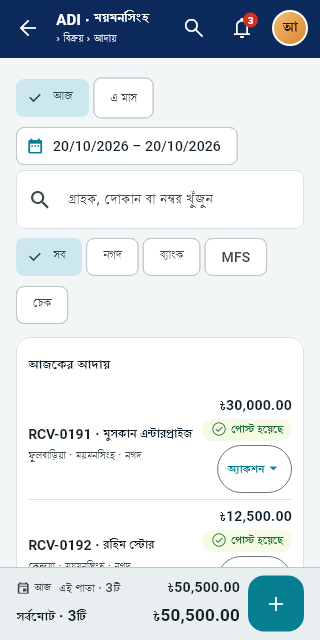 ADI · ময়মনসিংহ
› বিক্রয় › আদায়
3
আ
আজ
এ মাস
20/10/2026 – 20/10/2026
গ্রাহক, দোকান বা নম্বর খুঁজুন
সব
নগদ
ব্যাংক
MFS
চেক
আজকের আদায়
৳30,000.00
RCV-0191 · মুসকান এন্টারপ্রাইজ
পোস্ট হয়েছে
ফুলবাড়িয়া · ময়মনসিংহ · নগদ
অ্যাকশন
৳12,500.00
RCV-0192 · রহিম স্টোর
পোস্ট হয়েছে
আজ
এই পাতা · 3টি
৳50,500.00
সর্বমোট · 3টি
৳50,500.00